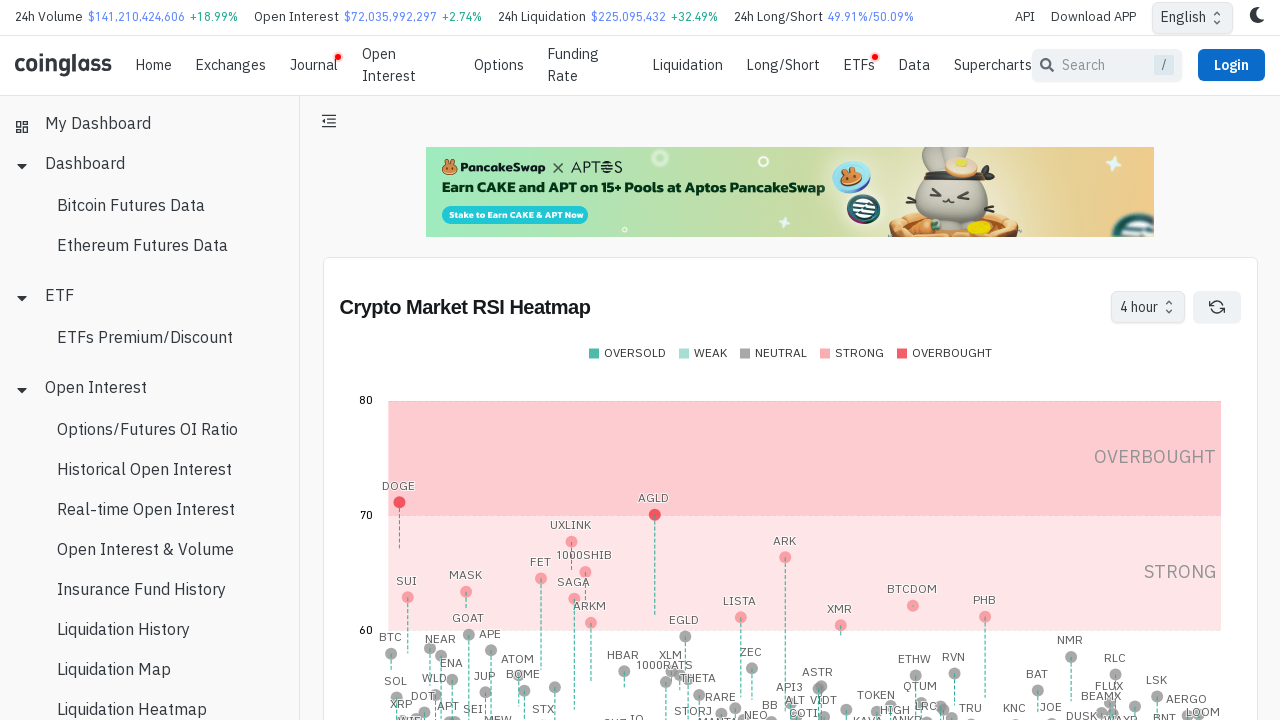 24h Volume $141,210,424,606 +18.99% Open Interest $72,035,992,297 +2.74% 24h Liquidation $225,095,432 +32.49% 24h Long/Short 49.91%/50.09% API Download APP English
coinglass Home Exchanges Journal Open Interest Options Funding Rate Liquidation Long/Short ETFs Data Supercharts Search / Login
My Dashboard
Dashboard
Bitcoin Futures Data
Ethereum Futures Data
ETF
ETFs Premium/Discount
Open Interest
Options/Futures OI Ratio
Historical Open Interest
Real-time Open Interest
Open Interest & Volume
Insurance Fund History
Liquidation History
Liquidation Map
Liquidation Heatmap
PancakeSwap × APTOS
Earn CAKE and APT on 15+ Pools at Aptos PancakeSwap
Stake to Earn CAKE & APT Now
Crypto Market RSI Heatmap
4 hour
OVERSOLD WEAK NEUTRAL STRONG OVERBOUGHT
80
OVERBOUGHT
DOGE
AGLD
70
UXLINK
ARK
1000SHIB
FET
STRONG
MASK
SUI
SAGA
BTCDOM
LISTA
PHB
ARKM
XMR
GOAT
EGLD
60
APE
BTC
NEAR
NMR
HBAR
XLM
ZEC
ATOM
ENA
ETHW
RVN
RLC
1000RATS
ASTR
BOME
JUP
WLD
THETA
BAT
SOL
LSK
API3
QTUM
FLUX
DOT
RARE
TOKEN
BEAMX
AERGO
XRP
ALT
VIDT
APT
SEI
STX
STORJ
BB
HIGH
LRC
TRU
KNC
JOE
COTI
NEO
DUSK
LOOM